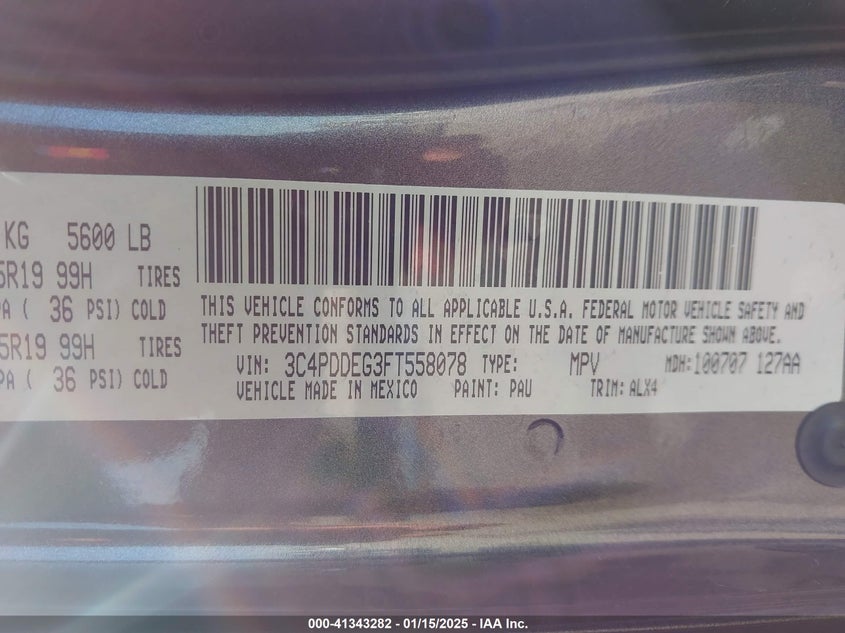 KG 5600 LB
5R19 99H TIRES
PA ( 36 PSI) COLD
5R19 99H TIRES
PA ( 36 PSI) COLD
THIS VEHICLE CONFORMS TO ALL APPLICABLE U.S.A. FEDERAL MOTOR VEHICLE SAFETY AND
THEFT PREVENTION STANDARDS IN EFFECT ON THE DATE OF MANUFACTURE SHOWN ABOVE.
VIN: 3C4PDDEG3FT558078 TYPE: MPV MDH: 100707 127AA
VEHICLE MADE IN MEXICO PAINT: PAU TRIM: ALX4
000-41343282 - 01/15/2025 - IAA Inc.